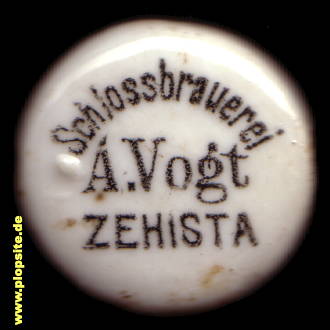 Schlossbrauerei
A. Vogt
ZEHISTA
www.plopsite.de